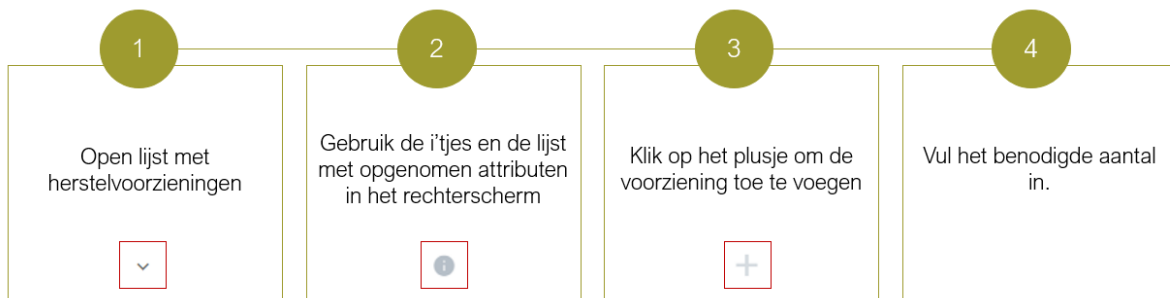 1
2
3
4
Open lijst met
herstelvoorzieningen
Gebruik de i'tjes en de lijst
met opgenomen attributen
in het rechterscherm
Klik op het plusje om de
voorziening toe te voegen
Vul het benodigde aantal
in.